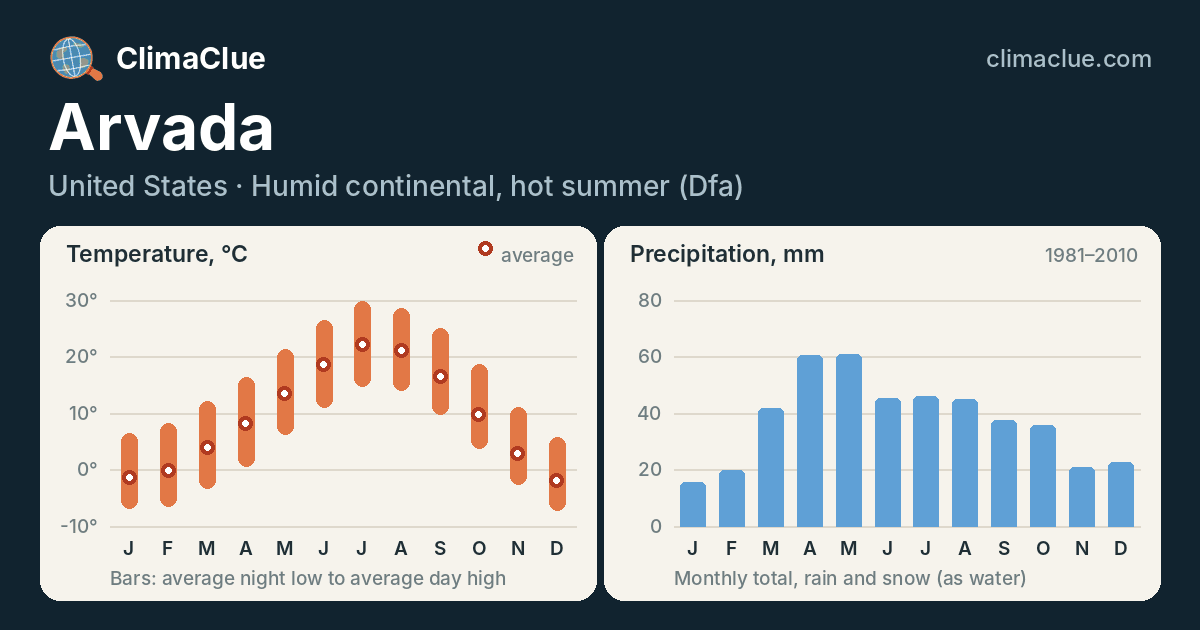 ClimaClue
climaclue.com
Arvada
United States · Humid continental, hot summer (Dfa)
Temperature, °C
average
30°
20°
10°
0°
-10°
J F M A M J J A S O N D
Bars: average night low to average day high
Precipitation, mm
1981–2010
80
60
40
20
0
J F M A M J J A S O N D
Monthly total, rain and snow (as water)